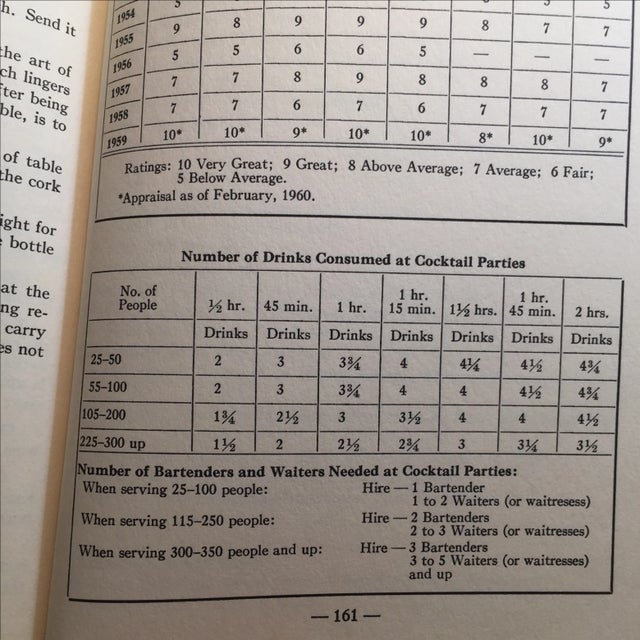 h. Send it
the art of
ch lingers
fter being
ble, is to
of table
the cork
ight for
bottle
at the
ng re-
carry
es not
1954 5 5
1955 9 8 9 9 9 8 7 7
1956 5 5 6 6 5 — — —
1957 7 7 8 9 8 8 8 7
1958 7 7 6 7 6 7 7 7
1959 10* 10* 9* 10* 10* 8* 10* 9*
Ratings: 10 Very Great; 9 Great; 8 Above Average; 7 Average; 6 Fair;
5 Below Average.
*Appraisal as of February, 1960.
Number of Drinks Consumed at Cocktail Parties
No. of People ½ hr. 45 min. 1 hr. 1 hr. 15 min. 1½ hrs. 1 hr. 45 min. 2 hrs.
Drinks Drinks Drinks Drinks Drinks Drinks Drinks
25–50 2 3 3¾ 4 4¼ 4½ 4¾
55–100 2 3 3¾ 4 4 4½ 4¾
105–200 1¾ 2½ 3 3½ 4 4 4½
225–300 up 1½ 2 2½ 2¾ 3 3¼ 3½
Number of Bartenders and Waiters Needed at Cocktail Parties:
When serving 25–100 people: Hire — 1 Bartender
1 to 2 Waiters (or waitresess)
When serving 115–250 people: Hire — 2 Bartenders
2 to 3 Waiters (or waitresses)
When serving 300–350 people and up: Hire — 3 Bartenders
3 to 5 Waiters (or waitresses)
and up
— 161 —